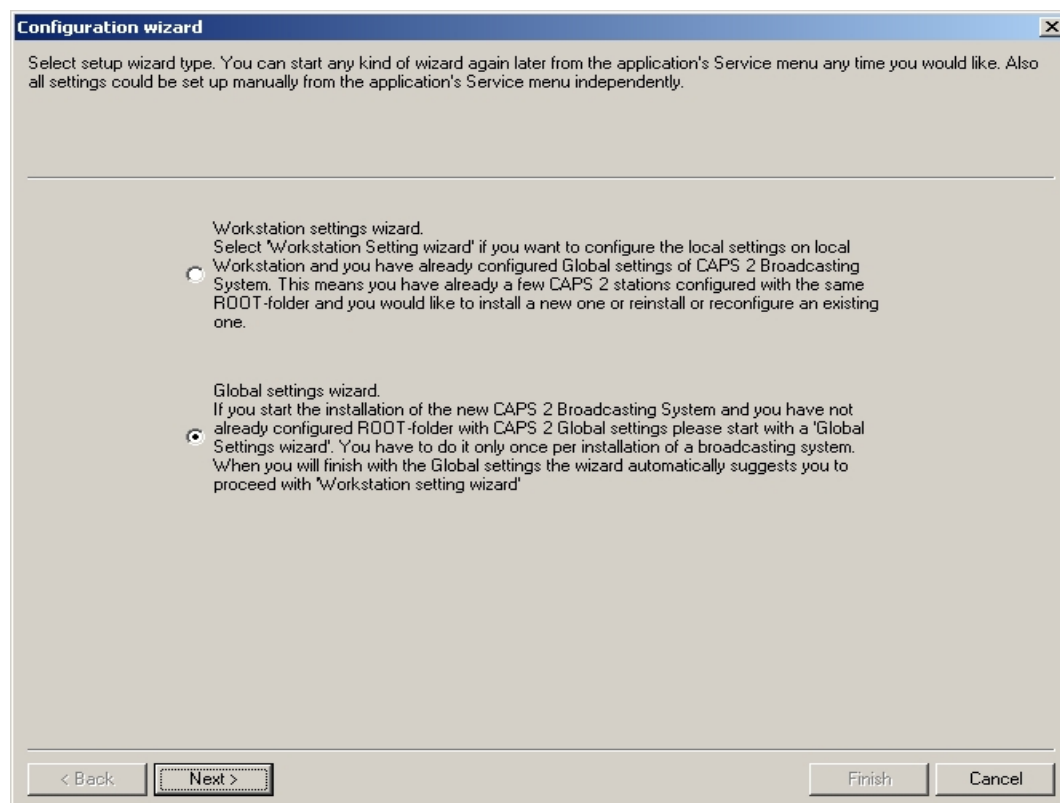 Configuration wizard
Select setup wizard type. You can start any kind of wizard again later from the application's Service menu any time you would like. Also
all settings could be set up manually from the application's Service menu independently.
Workstation settings wizard.
Select 'Workstation Setting wizard' if you want to configure the local settings on local
Workstation and you have already configured Global settings of CAPS 2 Broadcasting
System. This means you have already a few CAPS 2 stations configured with the same
ROOT-folder and you would like to install a new one or reinstall or reconfigure an existing
one.
Global settings wizard.
If you start the installation of the new CAPS 2 Broadcasting System and you have not
already configured ROOT-folder with CAPS 2 Global settings please start with a 'Global
Settings wizard'. You have to do it only once per installation of a broadcasting system.
When you will finish with the Global settings the wizard automatically suggests you to
proceed with 'Workstation setting wizard'
< Back
Next >
Finish
Cancel